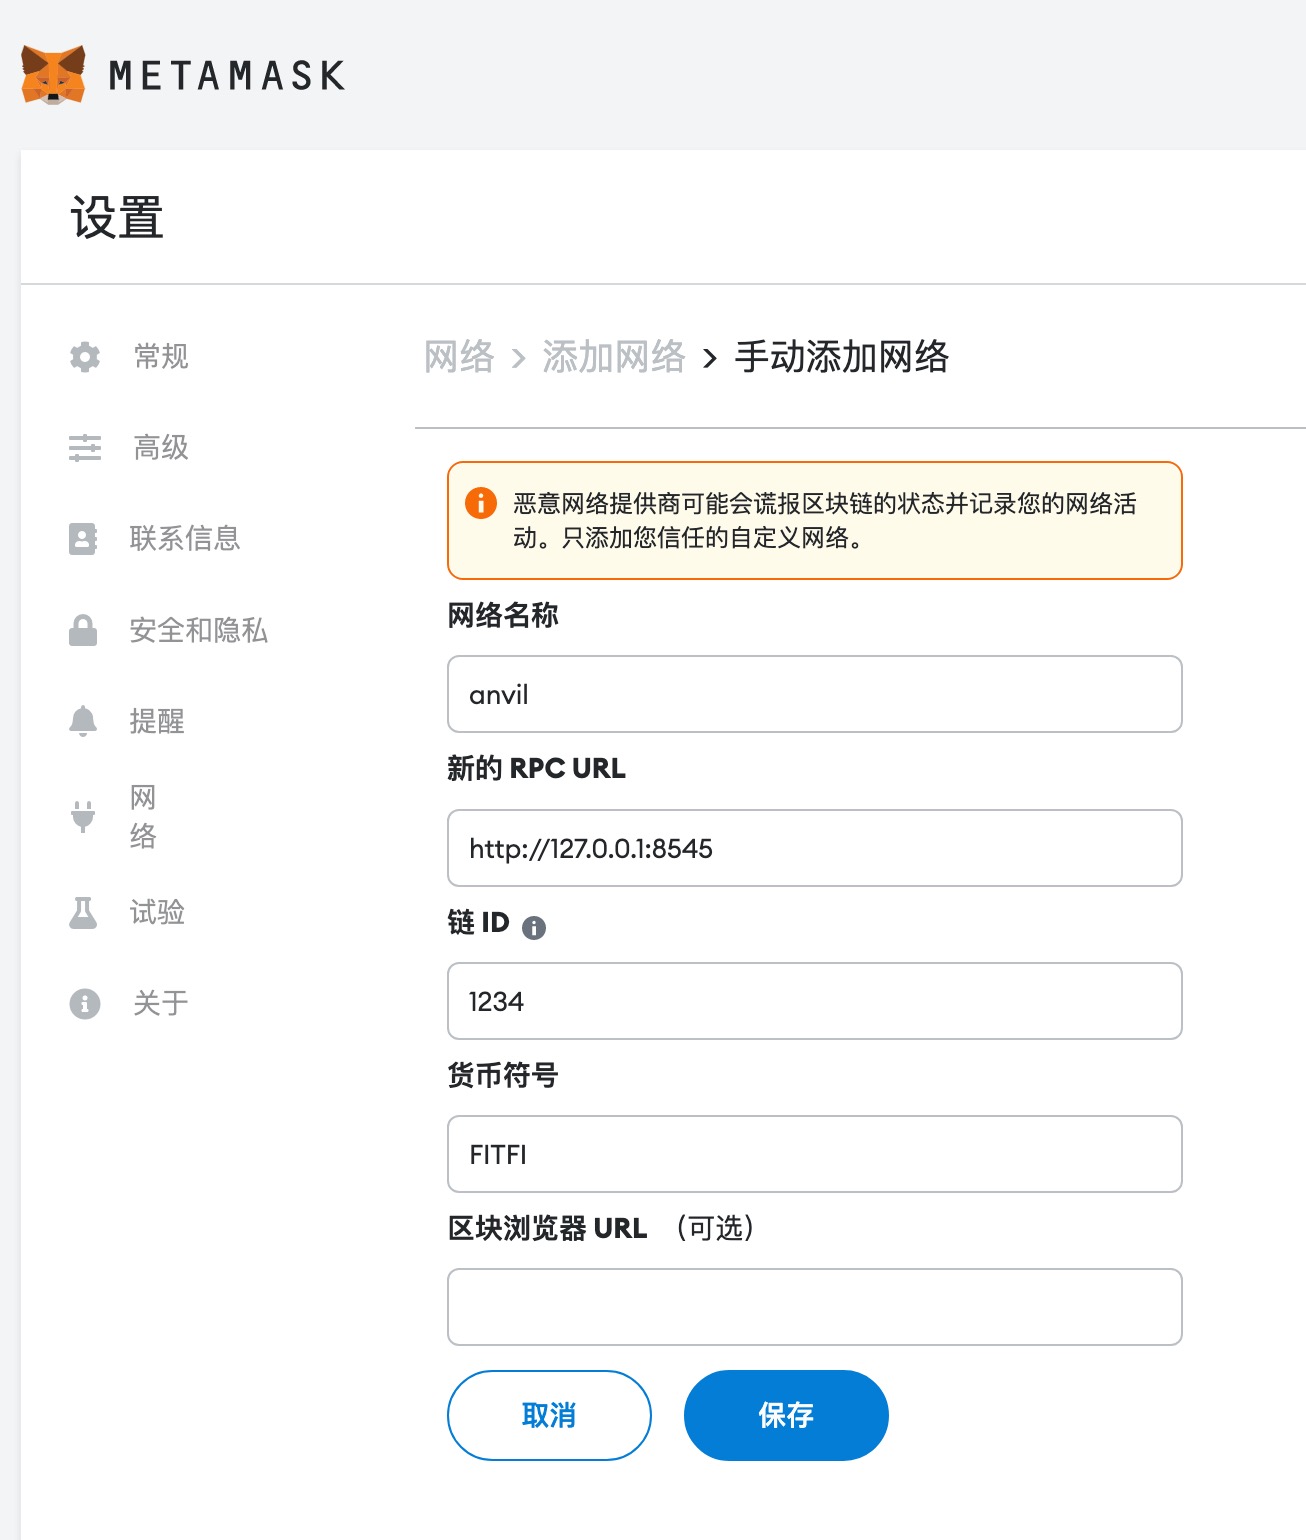 METAMASK
设置
常规
高级
联系信息
安全和隐私
提醒
网
络
试验
关于
网络 > 添加网络 > 手动添加网络
恶意网络提供商可能会谎报区块链的状态并记录您的网络活
动。只添加您信任的自定义网络。
网络名称
anvil
新的 RPC URL
http://127.0.0.1:8545
链 ID
1234
货币符号
FITFI
区块浏览器 URL （可选）
取消
保存